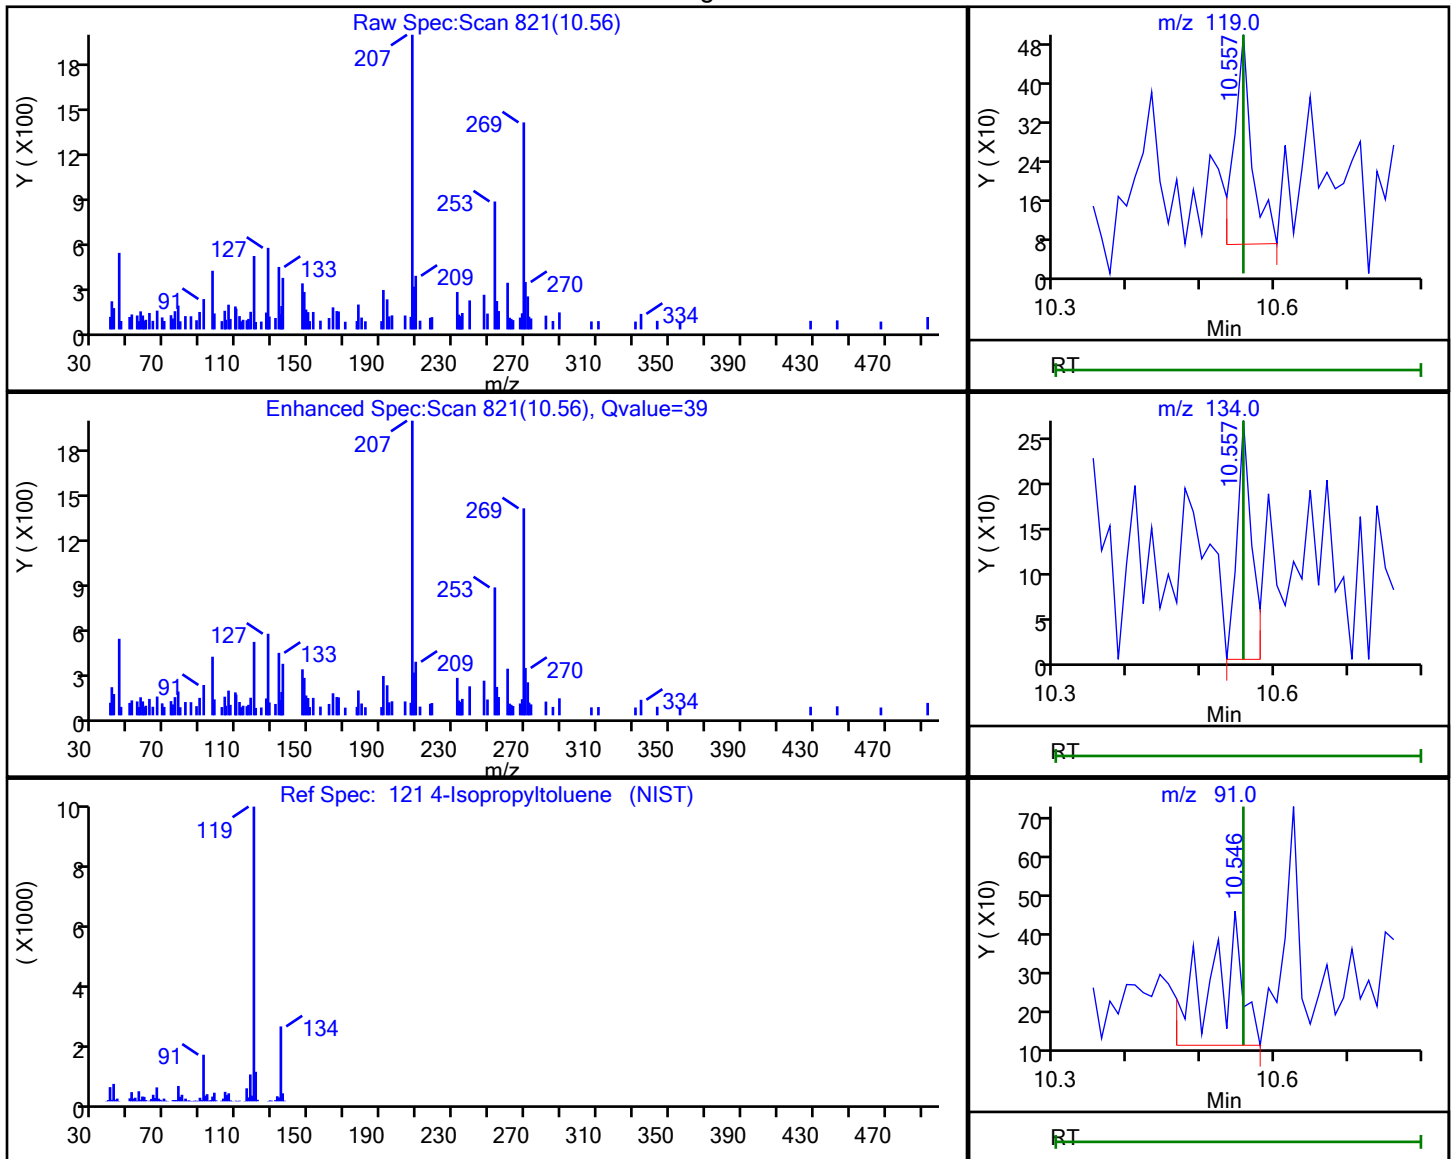 Raw Spec:Scan 821(10.56)
Y ( X100)
18
15
12
9
6
3
0
207
269
253
127
133
91
209
270
334
30 70 110 150 190 230 270 310 350 390 430 470
m/z
m/z 119.0
Y ( X10)
48
40
32
24
16
8
0
10.557
10.3 10.6
Min
RT
Enhanced Spec:Scan 821(10.56), Qvalue=39
Y ( X100)
18
15
12
9
6
3
0
207
269
253
127
133
91
209
270
334
30 70 110 150 190 230 270 310 350 390 430 470
m/z
m/z 134.0
Y ( X10)
25
20
15
10
5
0
10.557
10.3 10.6
Min
RT
Ref Spec: 121 4-Isopropyltoluene (NIST)
( X1000)
10
8
6
4
2
0
119
134
91
30 70 110 150 190 230 270 310 350 390 430 470
m/z 91.0
Y ( X10)
70
60
50
40
30
20
10
10.546
10.3 10.6
Min
RT